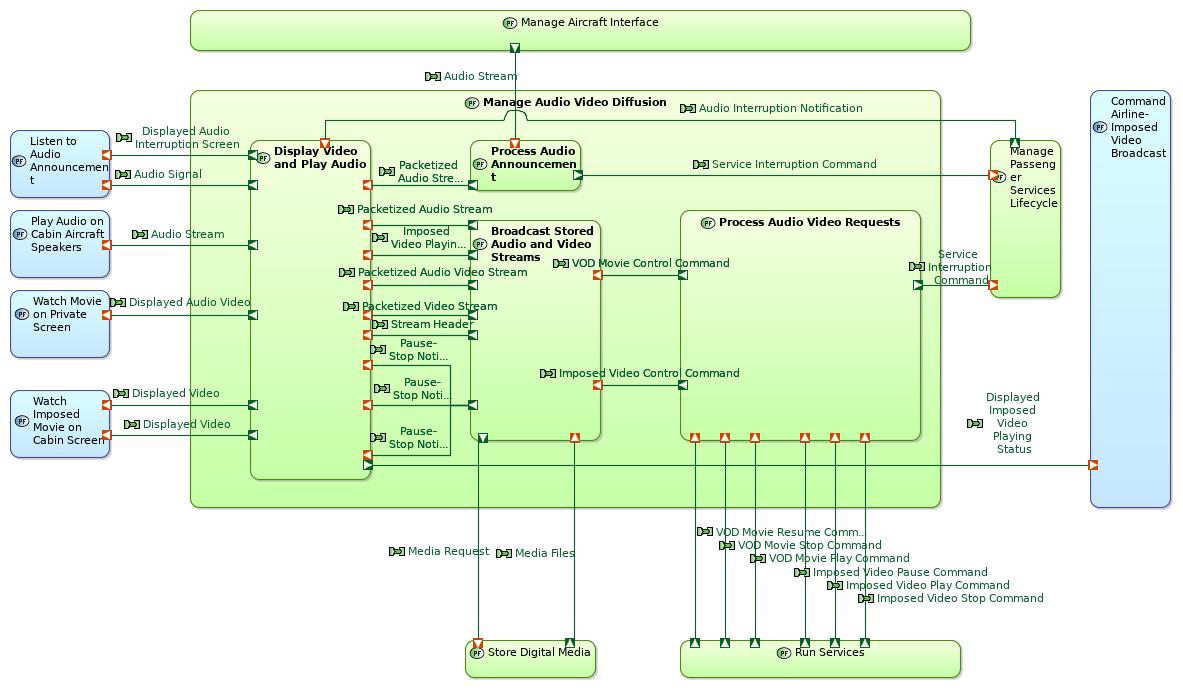 Manage Aircraft Interface
Audio Stream
Manage Audio Video Diffusion
Audio Interruption Notification
Command
Airline-
Imposed
Video
Broadcast
Listen to
Audio
Announcemen
t
Displayed Audio
Interruption Screen
Audio Signal
Display Video
and Play Audio
Packetized
Audio Stre...
Process Audio
Announcemen
t
Service Interruption Command
Manage
Passeng
er
Services
Lifecycle
Play Audio on
Cabin Aircraft
Speakers
Audio Stream
Packetized Audio Stream
Imposed
Video Playin...
Broadcast Stored
Audio and Video
Streams
Process Audio Video Requests
VOD Movie Control Command
Service
Interruption
Command
Packetized Audio Video Stream
Watch Movie
on Private
Screen
Displayed Audio Video
Packetized Video Stream
Stream Header
Pause-
Stop Noti...
Imposed Video Control Command
Pause-
Stop Noti...
Watch
Imposed
Movie on
Cabin Screen
Displayed Video
Displayed Video
Pause-
Stop Noti...
Displayed
Imposed
Video
Playing
Status
Media Request
Media Files
VOD Movie Resume Comm...
VOD Movie Stop Command
VOD Movie Play Command
Imposed Video Pause Command
Imposed Video Play Command
Imposed Video Stop Command
Store Digital Media
Run Services